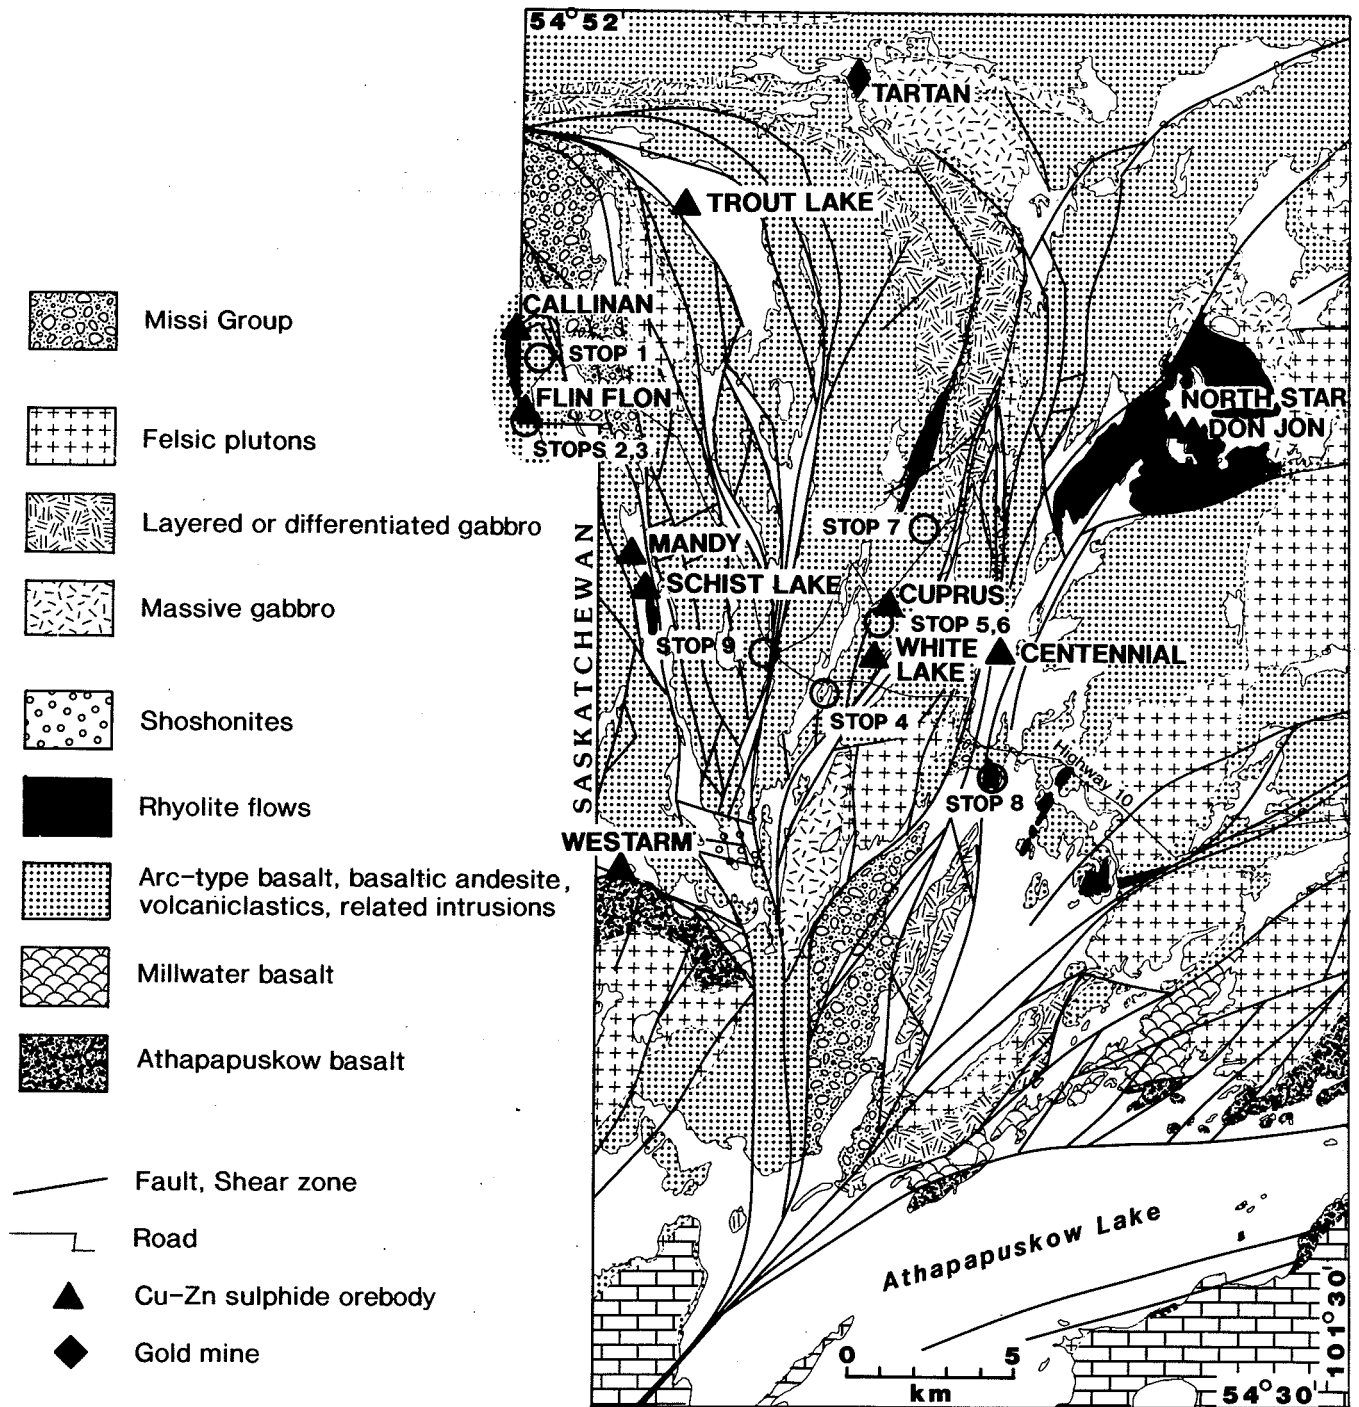 54°52'
TARTAN
TROUT LAKE
CALLINAN
STOP 1
FLIN FLON
STOPS 2,3
NORTH STAR
DON JON
STOP 7
MANDY
SCHIST LAKE
CUPRUS
STOP 5,6
STOP 9
WHITE
LAKE
CENTENNIAL
STOP 4
SASKATCHEWAN
Highway 10
STOP 8
WESTARM
Athapapuskow Lake
0 5
km
101°30'
54°30'
Missi Group
Felsic plutons
Layered or differentiated gabbro
Massive gabbro
Shoshonites
Rhyolite flows
Arc-type basalt, basaltic andesite,
volcaniclastics, related intrusions
Millwater basalt
Athapapuskow basalt
Fault, Shear zone
Road
Cu-Zn sulphide orebody
Gold mine